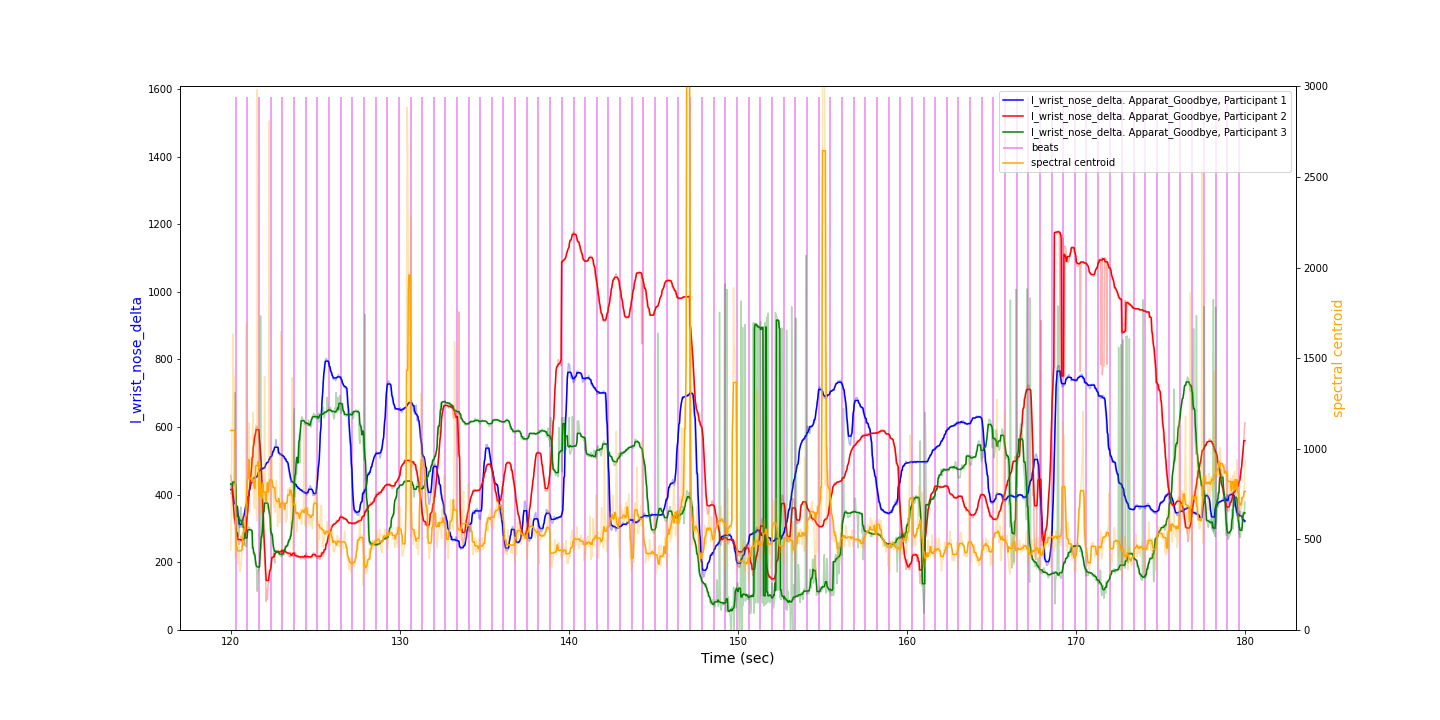 l_wrist_nose_delta. Apparat_Goodbye, Participant 1
l_wrist_nose_delta. Apparat_Goodbye, Participant 2
l_wrist_nose_delta. Apparat_Goodbye, Participant 3
beats
spectral centroid
l_wrist_nose_delta
1600
1400
1200
1000
800
600
400
200
0
3000
2500
2000
1500
1000
500
0
spectral centroid
120
130
140
150
160
170
180
Time (sec)